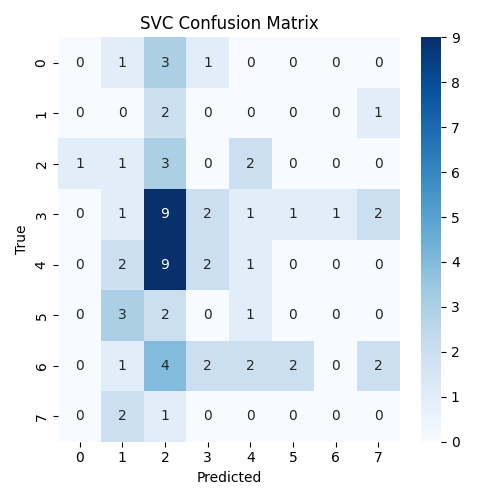 SVC Confusion Matrix
True
0 0 1 3 1 0 0 0 0
1 0 0 2 0 0 0 0 1
2 1 1 3 0 2 0 0 0
3 0 1 9 2 1 1 1 2
4 0 2 9 2 1 0 0 0
5 0 3 2 0 1 0 0 0
6 0 1 4 2 2 2 0 2
7 0 2 1 0 0 0 0 0
0 1 2 3 4 5 6 7
Predicted
9
8
7
6
5
4
3
2
1
0